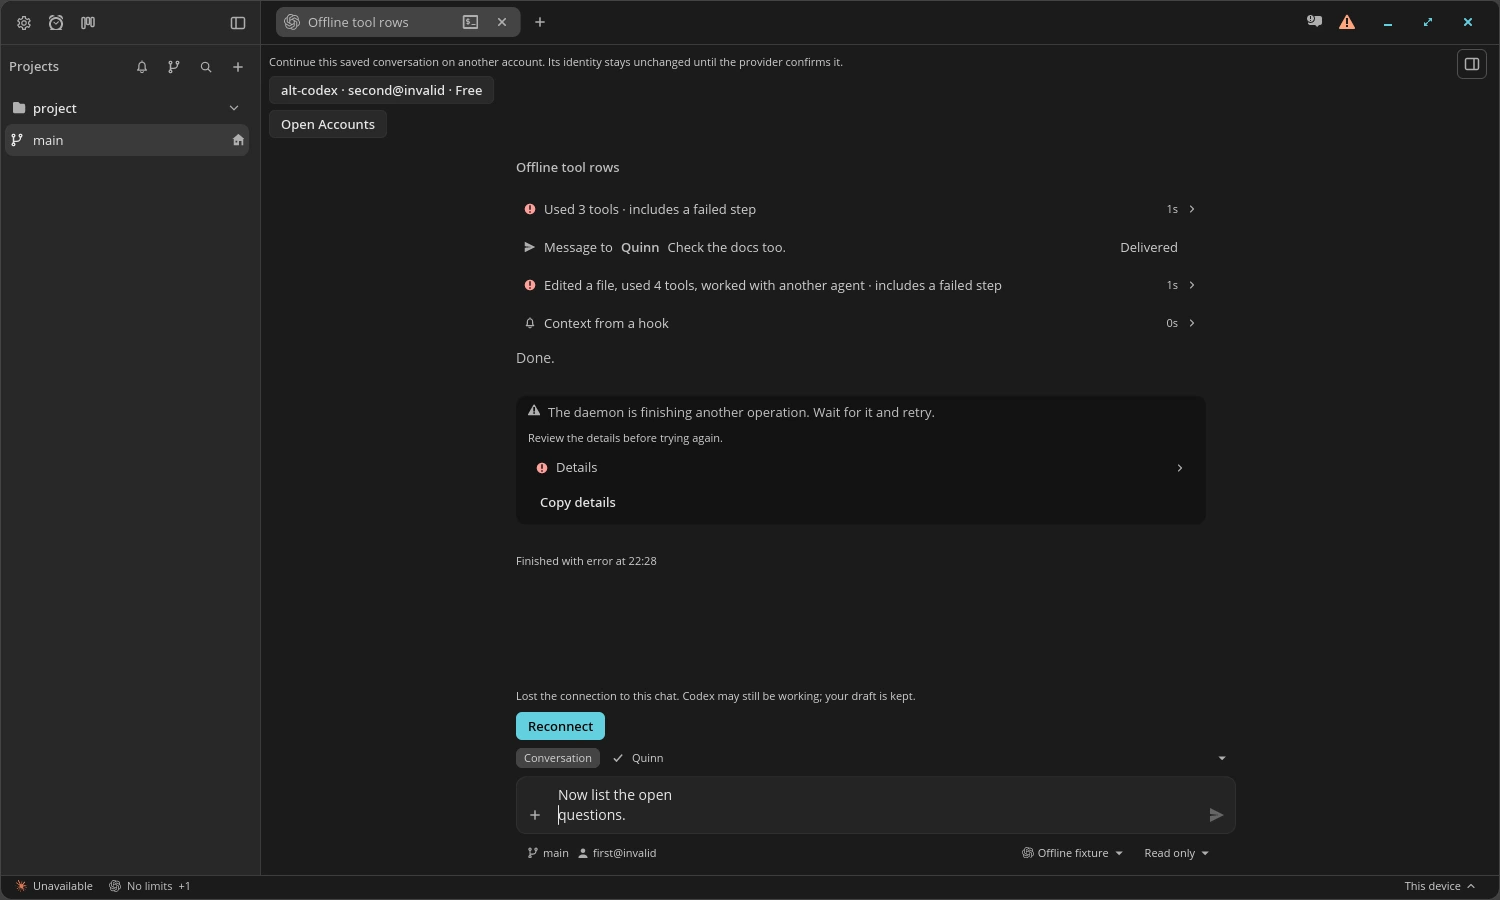 Offline tool rows
Projects
project
main
Continue this saved conversation on another account. Its identity stays unchanged until the provider confirms it.
alt-codex · second@invalid · Free
Open Accounts
Offline tool rows
Used 3 tools · includes a failed step 1s
Message to Quinn Check the docs too. Delivered
Edited a file, used 4 tools, worked with another agent · includes a failed step 1s
Context from a hook 0s
Done.
The daemon is finishing another operation. Wait for it and retry.
Review the details before trying again.
Details
Copy details
Finished with error at 22:28
Lost the connection to this chat. Codex may still be working; your draft is kept.
Reconnect
Conversation Quinn
Now list the open
questions.
main first@invalid Offline fixture Read only
Unavailable No limits +1 This device